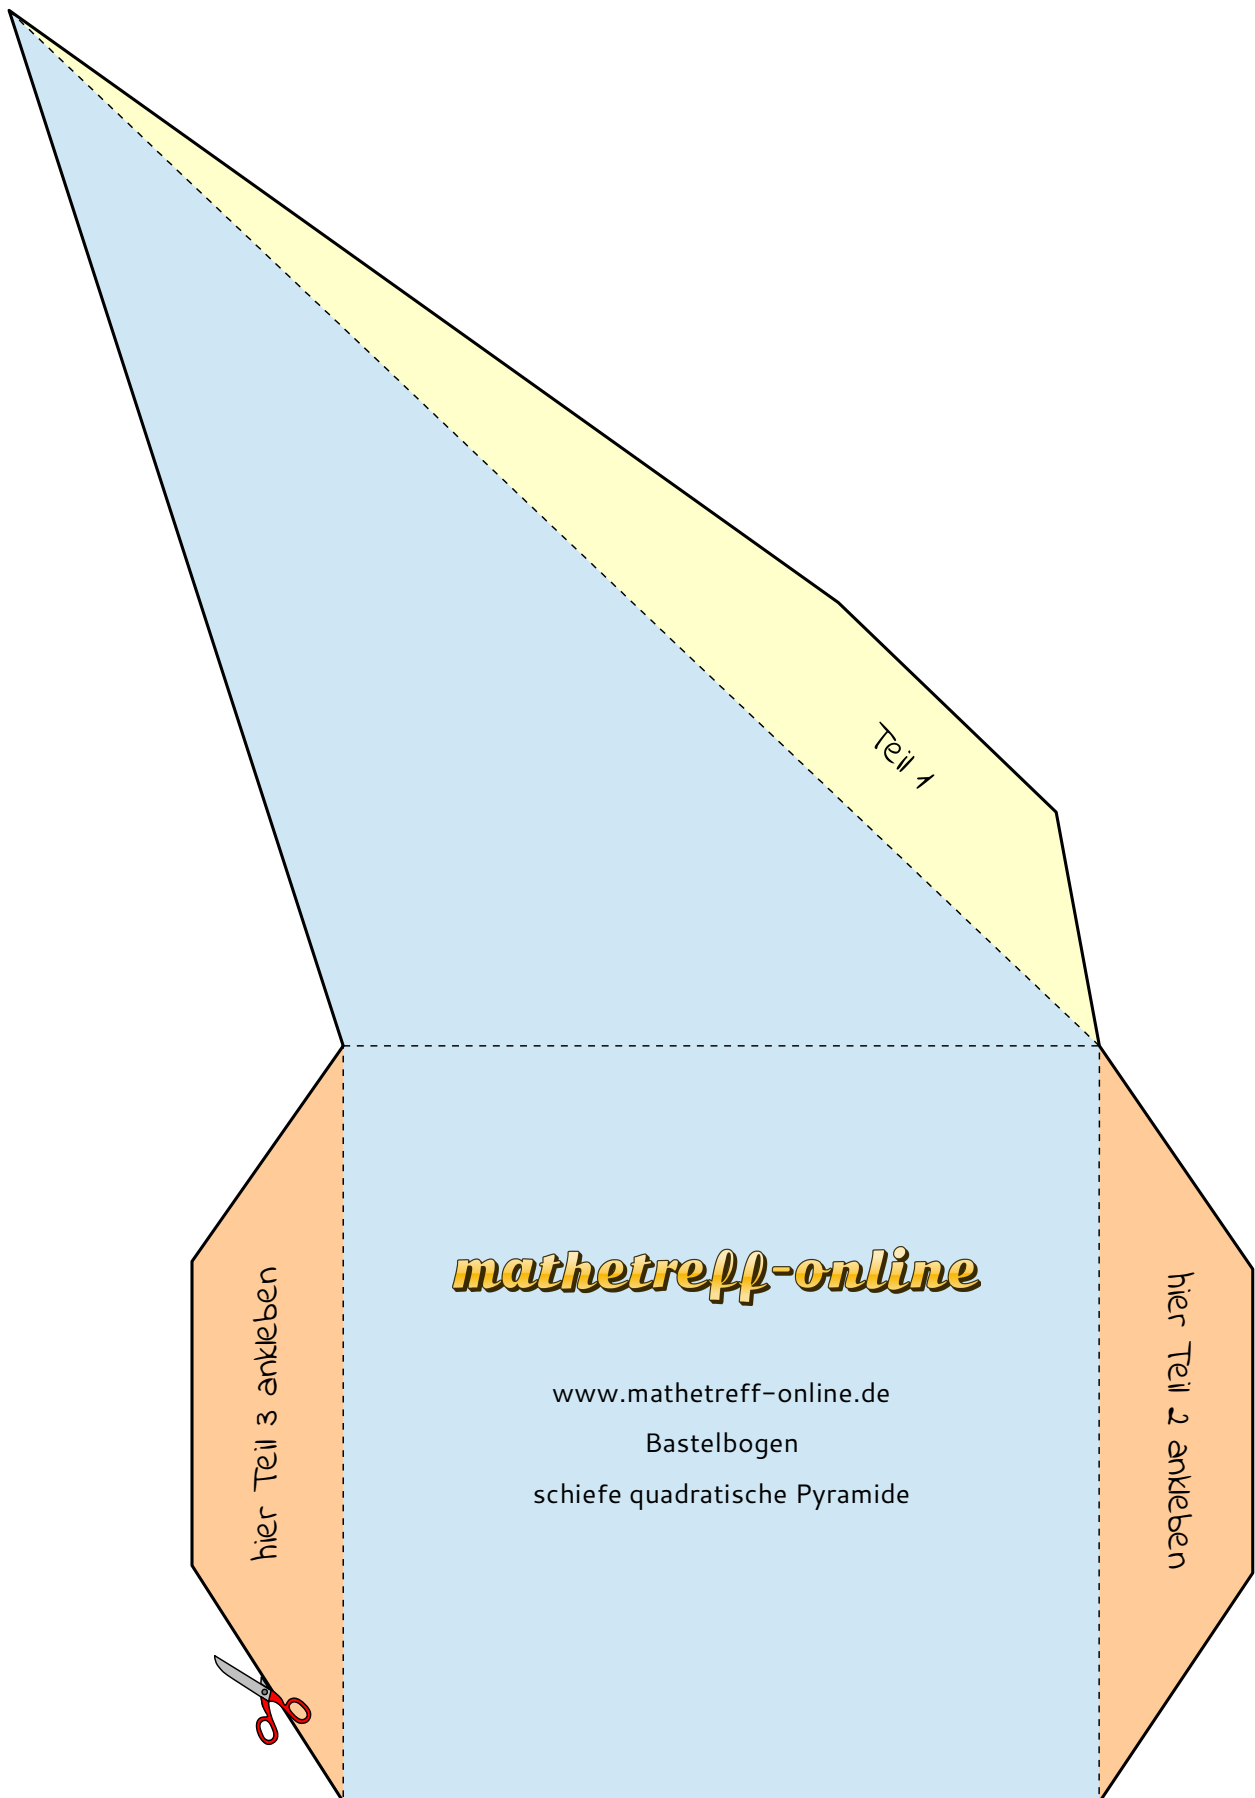 Teil 1
mathetreff-online
www.mathetreff-online.de
Bastelbogen
schiefe quadratische Pyramide
hier Teil 3 ankleben
hier Teil 2 ankleben